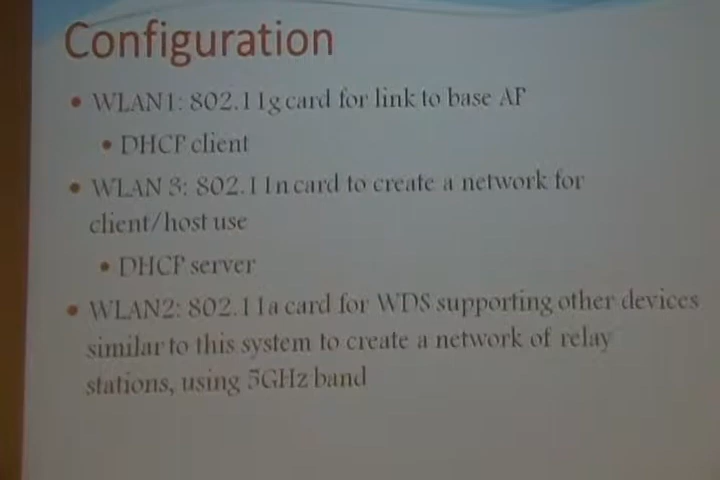 Configuration
• WLAN1: 802.11g card for link to base AP
• DHCP client
• WLAN 3: 802.11n card to create a network for
client/host use
• DHCP server
• WLAN2: 802.11a card for WDS supporting other devices
similar to this system to create a network of relay
stations, using 5GHz band